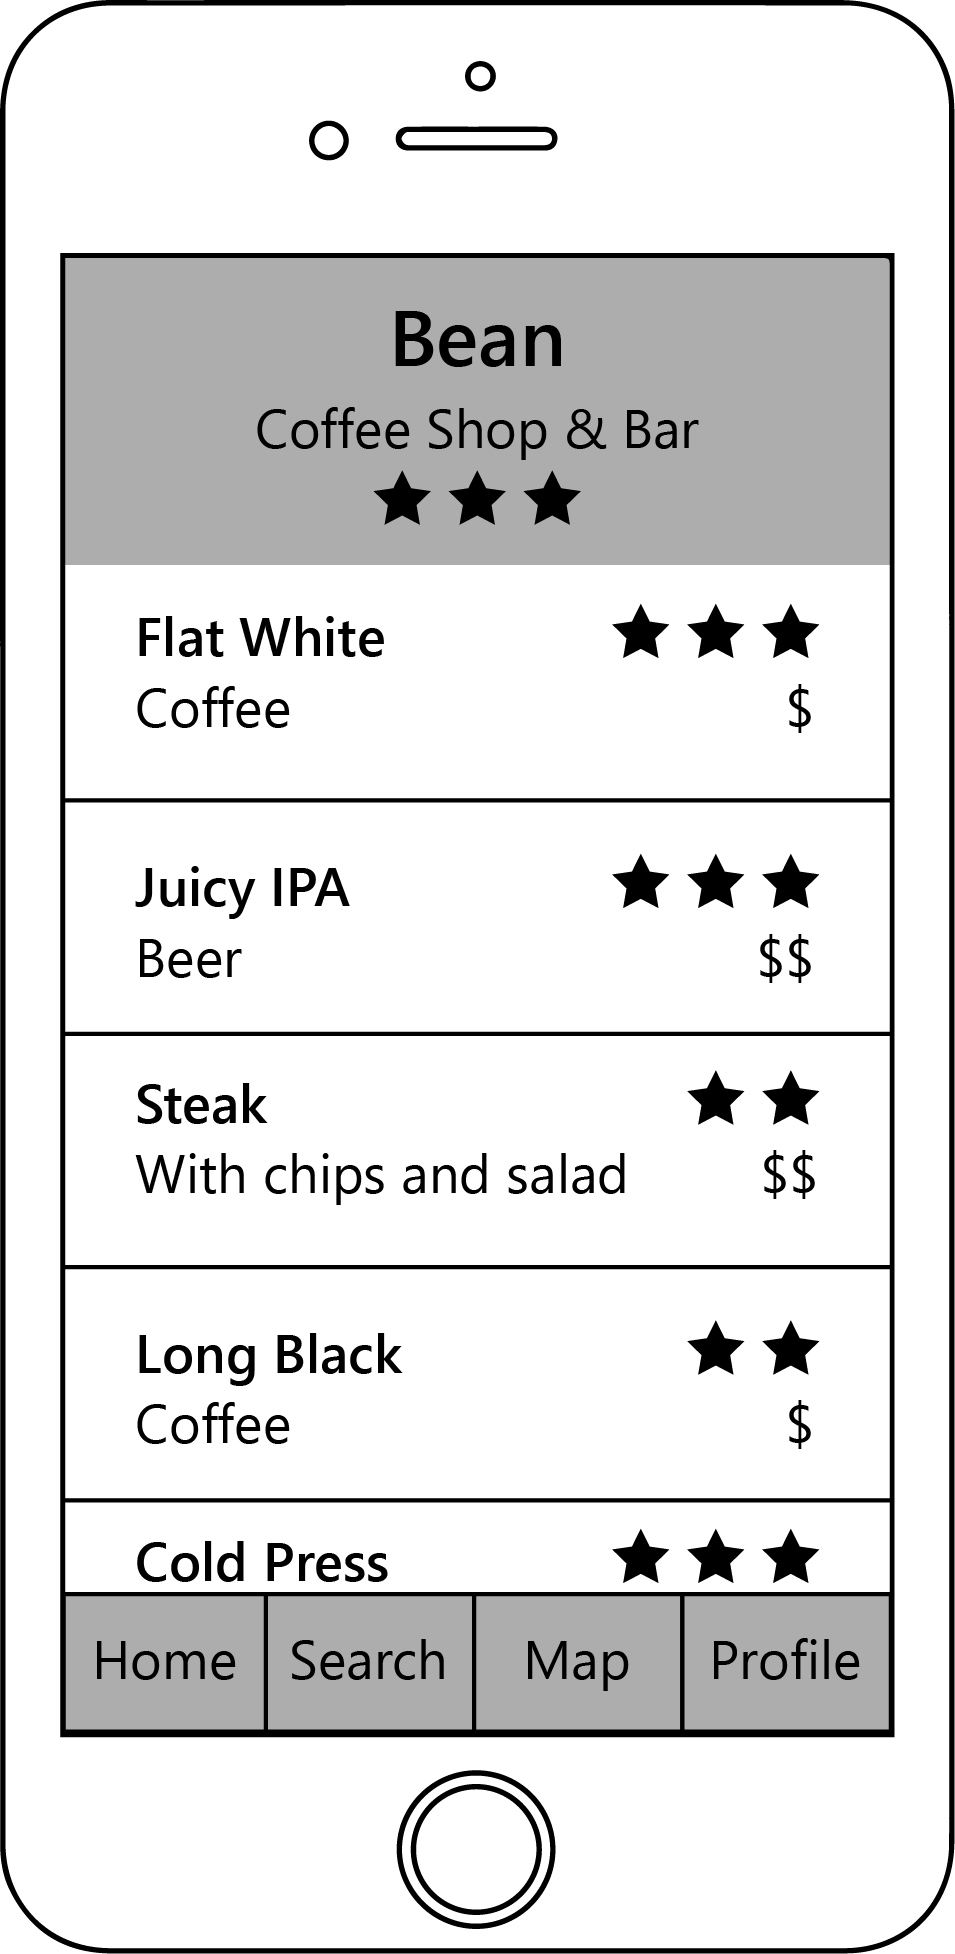 Bean
Coffee Shop & Bar
★ ★ ★
Flat White ★ ★ ★
Coffee $
Juicy IPA ★ ★ ★
Beer $$
Steak ★ ★
With chips and salad $$
Long Black ★ ★
Coffee $
Cold Press ★ ★ ★
Home Search Map Profile